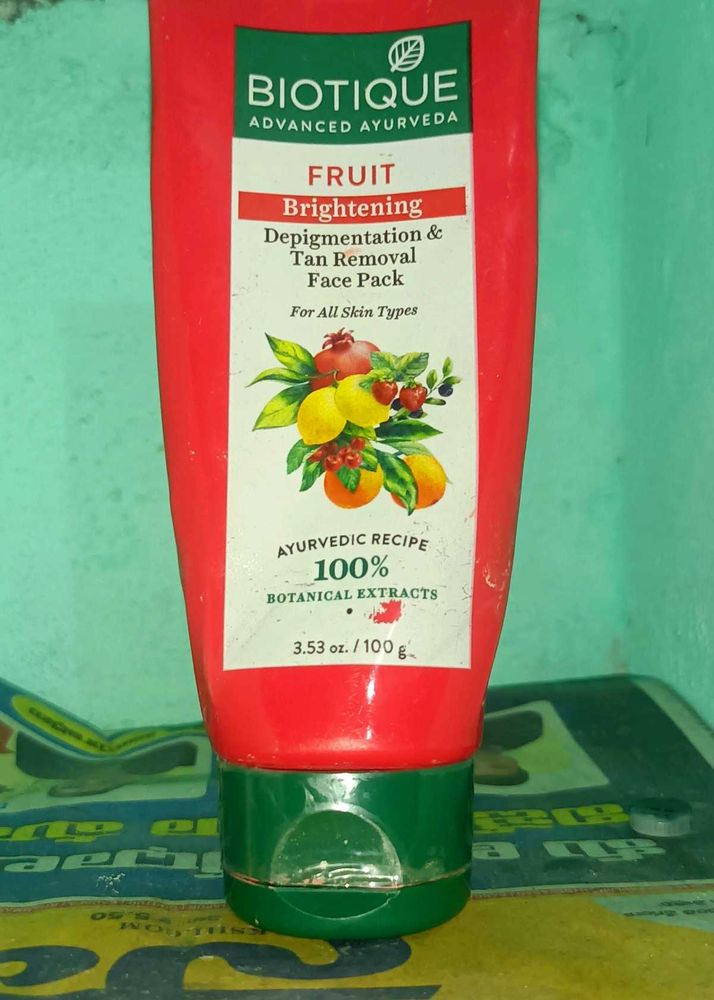 BIOTIQUE
ADVANCED AYURVEDA
FRUIT
Brightening
Depigmentation &
Tan Removal
Face Pack
For All Skin Types
AYURVEDIC RECIPE
100%
BOTANICAL EXTRACTS
3.53 oz. / 100 g